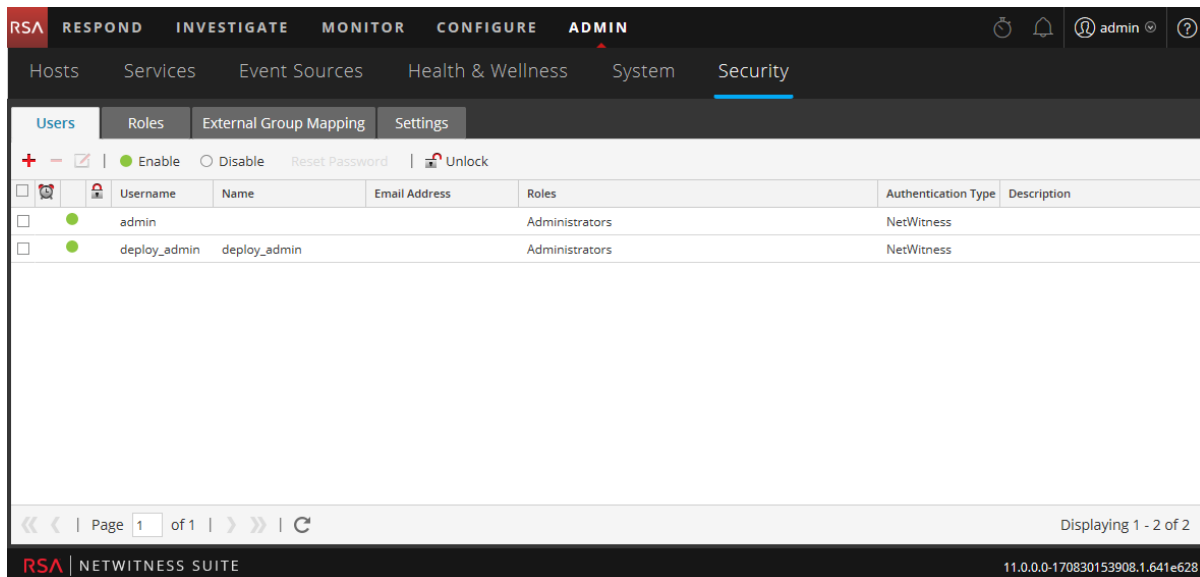 RSA RESPOND INVESTIGATE MONITOR CONFIGURE ADMIN admin ?
Hosts Services Event Sources Health & Wellness System Security
Users Roles External Group Mapping Settings
Enable Disable Reset Password | Unlock
Username Name Email Address Roles Authentication Type Description
admin Administrators NetWitness
deploy_admin deploy_admin Administrators NetWitness
| Page 1 of 1 | | Displaying 1 - 2 of 2
RSA | NETWITNESS SUITE 11.0.0.0-170830153908.1.641e628